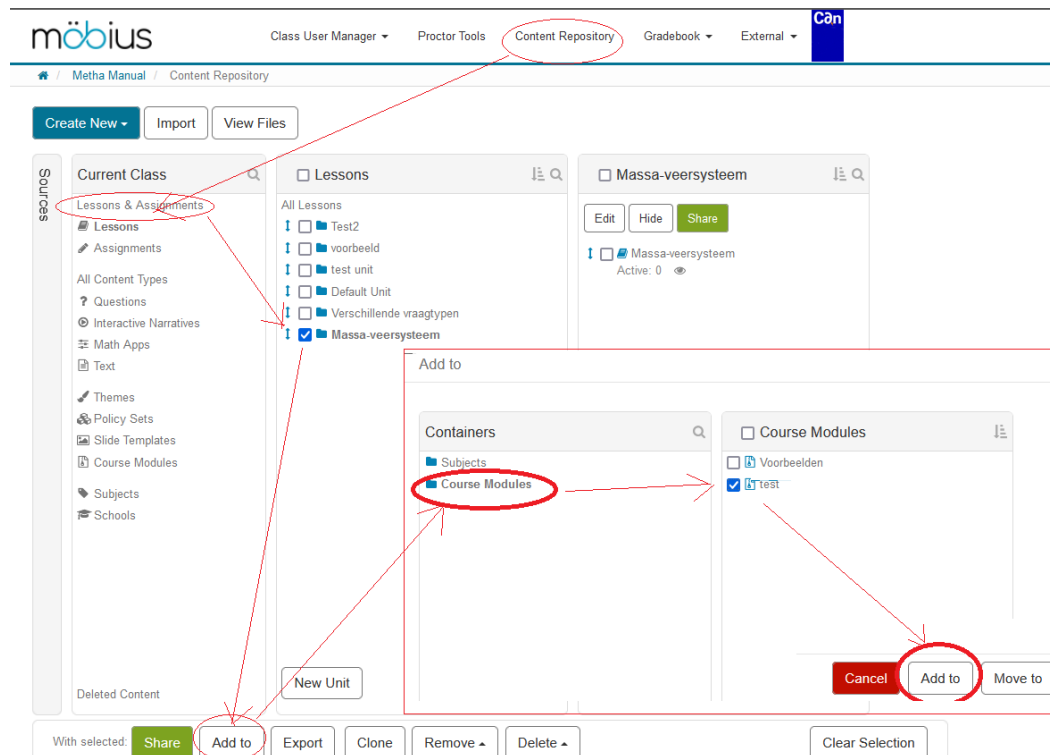 möbius
Class User Manager
Proctor Tools
Content Repository
Gradebook
External
Can
/ Metha Manual / Content Repository
Create New
Import
View Files
Sources
Current Class
Lessons & Assignments
Lessons
Assignments
All Content Types
Questions
Interactive Narratives
Math Apps
Text
Themes
Policy Sets
Slide Templates
Course Modules
Subjects
Schools
Deleted Content
Lessons
All Lessons
Test2
voorbeeld
test unit
Default Unit
Verschillende vraagtypen
Massa-veersysteem
New Unit
Massa-veersysteem
Edit
Hide
Share
Massa-veersysteem
Active: 0
Add to
Containers
Subjects
Course Modules
Course Modules
Voorbeelden
test
Cancel
Add to
Move to
With selected:
Share
Add to
Export
Clone
Remove
Delete
Clear Selection